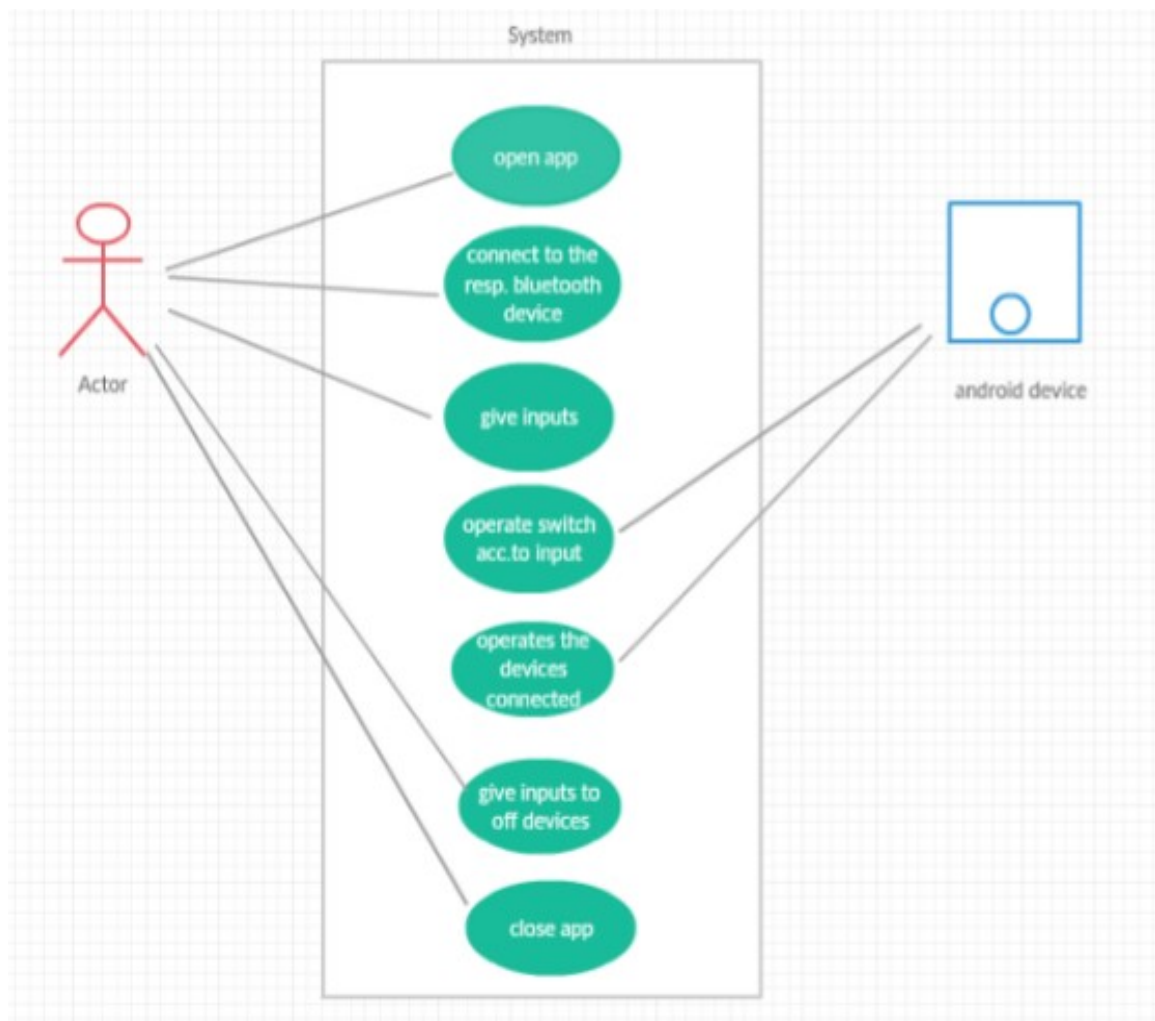 System
open app
connect to the
resp. bluetooth
device
Actor
give inputs
android device
operate switch
acc.to input
operates the
devices
connected
give inputs to
off devices
close app